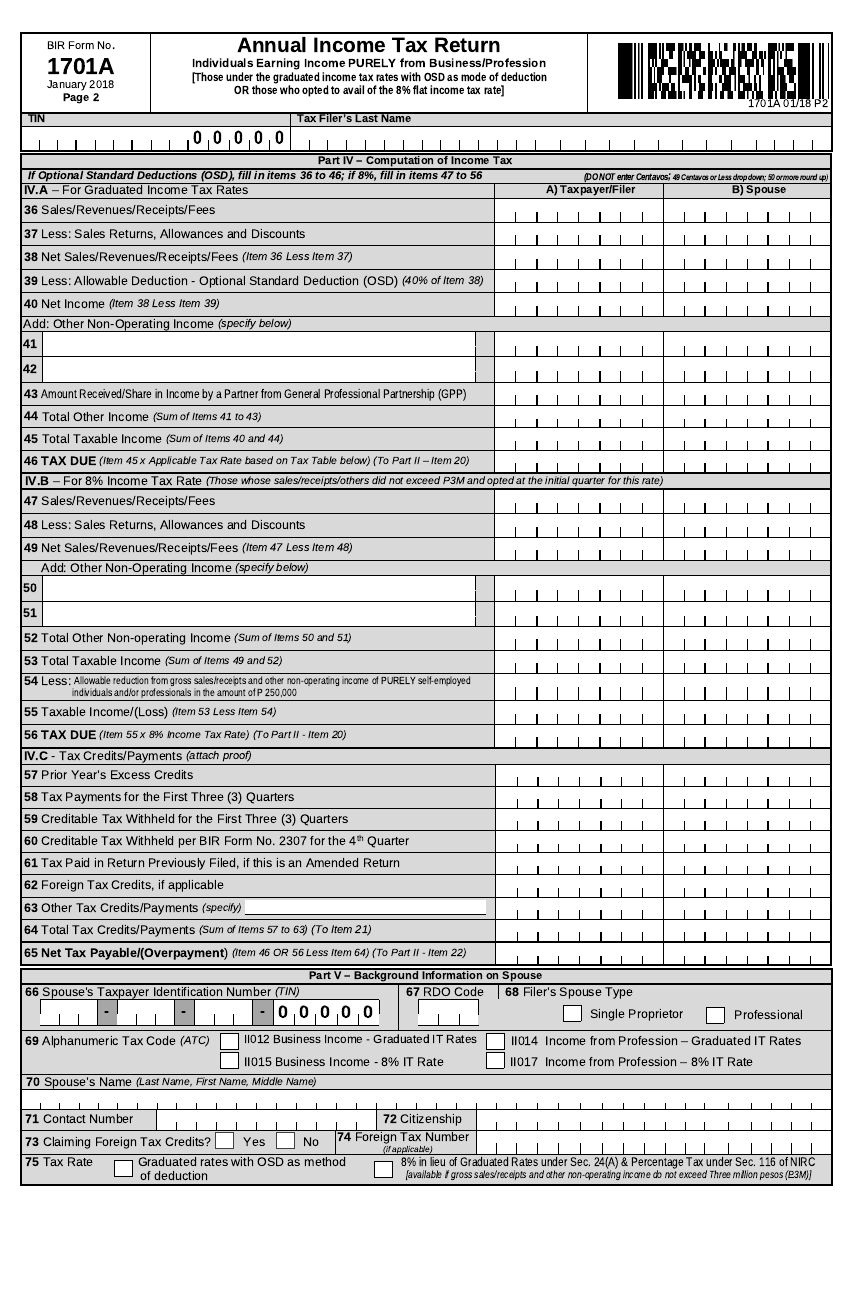 BIR Form No.
1701A
January 2018
Page 2
Annual Income Tax Return
Individuals Earning Income PURELY from Business/Profession
[Those under the graduated income tax rates with OSD as mode of deduction
OR those who opted to avail of the 8% flat income tax rate]
1701A 01/18 P2
TIN
Tax Filer's Last Name
0 0 0 0 0
Part IV – Computation of Income Tax
If Optional Standard Deductions (OSD), fill in items 36 to 46; if 8%, fill in items 47 to 56
(DO NOT enter Centavos; 49 Centavos or Less drop down; 50 or more round up)
IV.A – For Graduated Income Tax Rates
A) Taxpayer/Filer
B) Spouse
36 Sales/Revenues/Receipts/Fees
37 Less: Sales Returns, Allowances and Discounts
38 Net Sales/Revenues/Receipts/Fees (Item 36 Less Item 37)
39 Less: Allowable Deduction - Optional Standard Deduction (OSD) (40% of Item 38)
40 Net Income (Item 38 Less Item 39)
Add: Other Non-Operating Income (specify below)
41
42
43 Amount Received/Share in Income by a Partner from General Professional Partnership (GPP)
44 Total Other Income (Sum of Items 41 to 43)
45 Total Taxable Income (Sum of Items 40 and 44)
46 TAX DUE (Item 45 x Applicable Tax Rate based on Tax Table below) (To Part II – Item 20)
IV.B – For 8% Income Tax Rate (Those whose sales/receipts/others did not exceed P3M and opted at the initial quarter for this rate)
47 Sales/Revenues/Receipts/Fees
48 Less: Sales Returns, Allowances and Discounts
49 Net Sales/Revenues/Receipts/Fees (Item 47 Less Item 48)
Add: Other Non-Operating Income (specify below)
50
51
52 Total Other Non-operating Income (Sum of Items 50 and 51)
53 Total Taxable Income (Sum of Items 49 and 52)
54 Less: Allowable reduction from gross sales/receipts and other non-operating income of PURELY self-employed
individuals and/or professionals in the amount of P 250,000
55 Taxable Income/(Loss) (Item 53 Less Item 54)
56 TAX DUE (Item 55 x 8% Income Tax Rate) (To Part II - Item 20)
IV.C - Tax Credits/Payments (attach proof)
57 Prior Year's Excess Credits
58 Tax Payments for the First Three (3) Quarters
59 Creditable Tax Withheld for the First Three (3) Quarters
60 Creditable Tax Withheld per BIR Form No. 2307 for the 4th Quarter
61 Tax Paid in Return Previously Filed, if this is an Amended Return
62 Foreign Tax Credits, if applicable
63 Other Tax Credits/Payments (specify)
64 Total Tax Credits/Payments (Sum of Items 57 to 63) (To Item 21)
65 Net Tax Payable/(Overpayment) (Item 46 OR 56 Less Item 64) (To Part II - Item 22)
Part V – Background Information on Spouse
66 Spouse's Taxpayer Identification Number (TIN)
67 RDO Code
68 Filer's Spouse Type
- - - 0 0 0 0 0
Single Proprietor
Professional
69 Alphanumeric Tax Code (ATC)
II012 Business Income - Graduated IT Rates
II014 Income from Profession – Graduated IT Rates
II015 Business Income - 8% IT Rate
II017 Income from Profession – 8% IT Rate
70 Spouse's Name (Last Name, First Name, Middle Name)
71 Contact Number
72 Citizenship
73 Claiming Foreign Tax Credits?
Yes
No
74 Foreign Tax Number
(if applicable)
75 Tax Rate
Graduated rates with OSD as method
of deduction
8% in lieu of Graduated Rates under Sec. 24(A) & Percentage Tax under Sec. 116 of NIRC
[available if gross sales/receipts and other non-operating income do not exceed Three million pesos (P3M)]